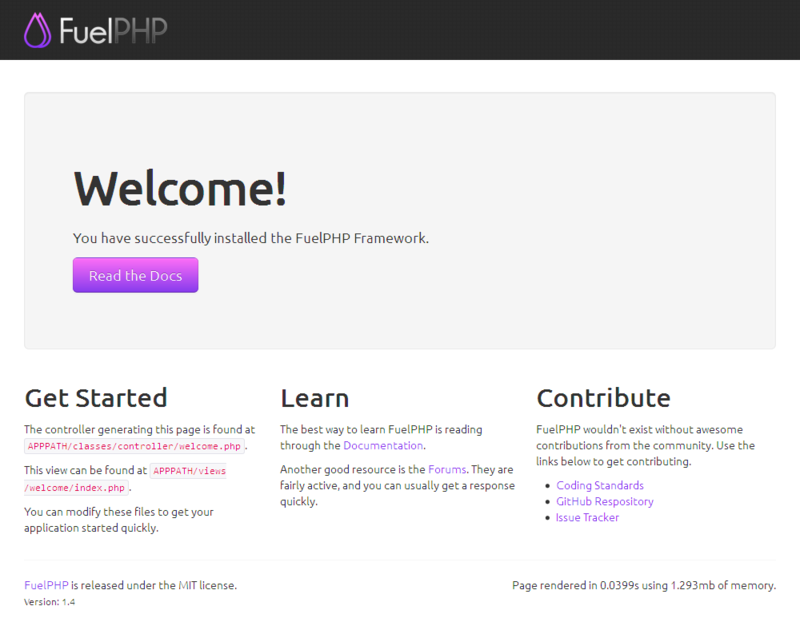 FuelPHP
Welcome!
You have successfully installed the FuelPHP Framework.
Read the Docs
Get Started
The controller generating this page is found at
APPPATH/classes/controller/welcome.php.
This view can be found at APPPATH/views
/welcome/index.php.
You can modify these files to get your
application started quickly.
Learn
The best way to learn FuelPHP is reading
through the Documentation.
Another good resource is the Forums. They are
fairly active, and you can usually get a response
quickly.
Contribute
FuelPHP wouldn't exist without awesome
contributions from the community. Use the
links below to get contributing.
• Coding Standards
• GitHub Respository
• Issue Tracker
FuelPHP is released under the MIT license.
Version: 1.4
Page rendered in 0.0399s using 1.293mb of memory.